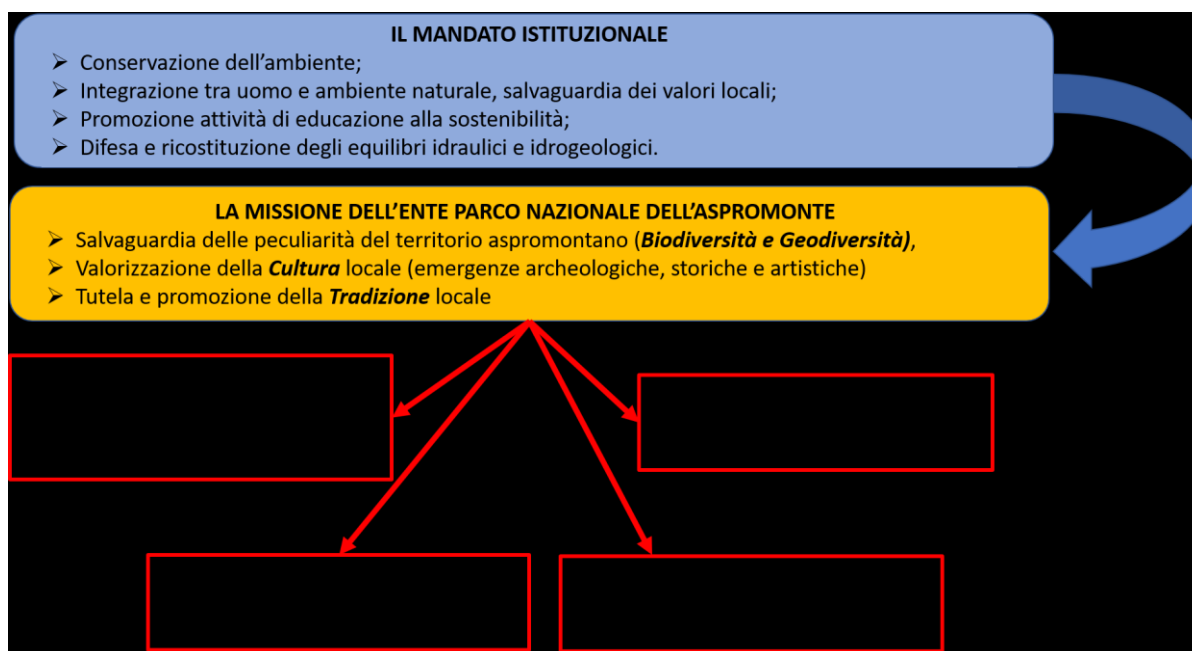 IL MANDATO ISTITUZIONALE
➢ Conservazione dell’ambiente;
➢ Integrazione tra uomo e ambiente naturale, salvaguardia dei valori locali;
➢ Promozione attività di educazione alla sostenibilità;
➢ Difesa e ricostituzione degli equilibri idraulici e idrogeologici.
LA MISSIONE DELL’ENTE PARCO NAZIONALE DELL’ASPROMONTE
➢ Salvaguardia delle peculiarità del territorio aspromontano (Biodiversità e Geodiversità),
➢ Valorizzazione della Cultura locale (emergenze archeologiche, storiche e artistiche)
➢ Tutela e promozione della Tradizione locale